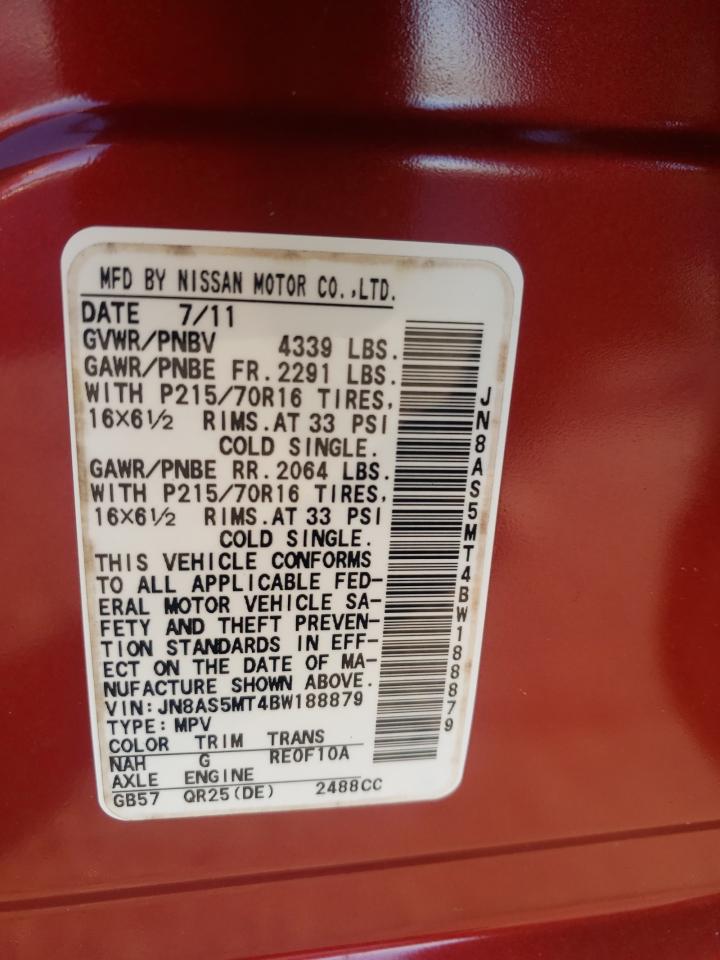 MFD BY NISSAN MOTOR CO.,LTD.
DATE 7/11
GVWR/PNBV 4339 LBS.
GAWR/PNBE FR.2291 LBS.
WITH P215/70R16 TIRES,
16X6½ RIMS.AT 33 PSI
COLD SINGLE.
GAWR/PNBE RR.2064 LBS.
WITH P215/70R16 TIRES,
16X6½ RIMS.AT 33 PSI
COLD SINGLE.
THIS VEHICLE CONFORMS
TO ALL APPLICABLE FED-
ERAL MOTOR VEHICLE SA-
FETY AND THEFT PREVEN-
TION STANDARDS IN EFF-
ECT ON THE DATE OF MA-
NUFACTURE SHOWN ABOVE.
VIN:JN8AS5MT4BW188879
TYPE:MPV
COLOR TRIM TRANS
NAH G RE0F10A
AXLE ENGINE
GB57 QR25(DE) 2488CC
JN8AS5MT4BW188879